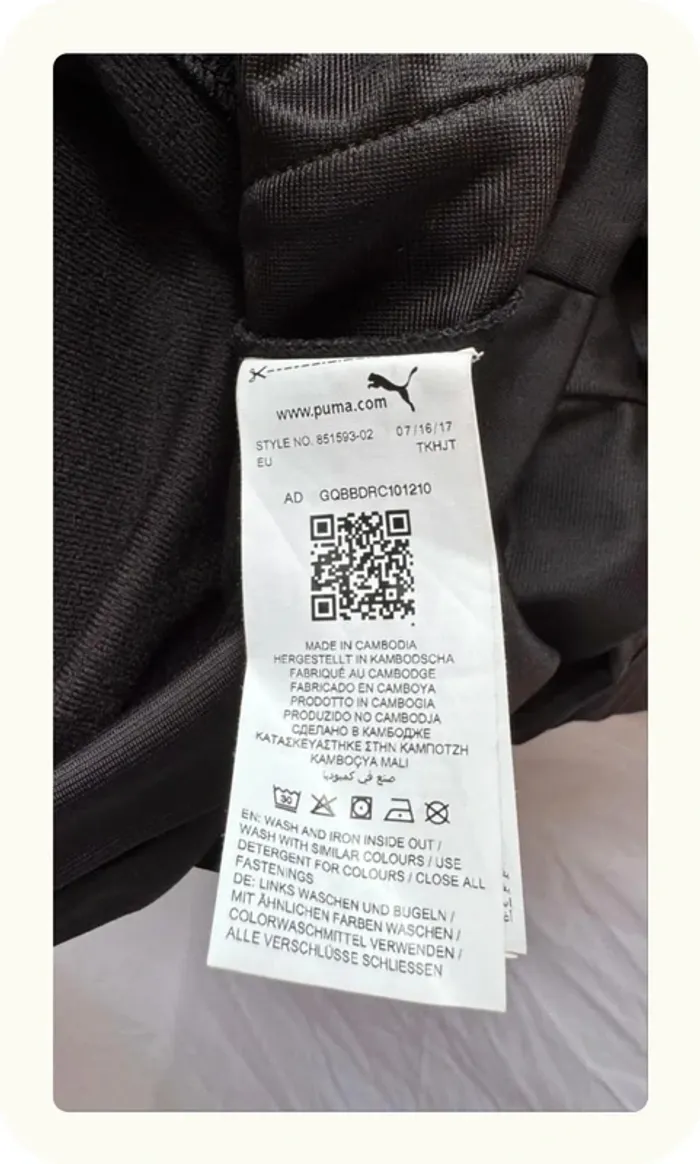 www.puma.com
STYLE NO. 851593-02 07/16/17
EU TKHJT
AD GQBBDRC101210
MADE IN CAMBODIA
HERGESTELLT IN KAMBODSCHA
FABRIQUÉ AU CAMBODGE
FABRICADO EN CAMBOYA
PRODOTTO IN CAMBOGIA
PRODUZIDO NO CAMBODJA
СДЕЛАНО В КАМБОДЖЕ
ΚΑΤΑΣΚΕΥΑΣΤΗΚΕ ΣΤΗΝ ΚΑΜΠΟΤΖΗ
KAMBOÇYA MALI
صنع في كمبوديا
30
EN: WASH AND IRON INSIDE OUT /
WASH WITH SIMILAR COLOURS / USE
DETERGENT FOR COLOURS / CLOSE ALL
FASTENINGS
DE: LINKS WASCHEN UND BÜGELN /
MIT ÄHNLICHEN FARBEN WASCHEN /
COLORWASCHMITTEL VERWENDEN /
ALLE VERSCHLÜSSE SCHLIESSEN